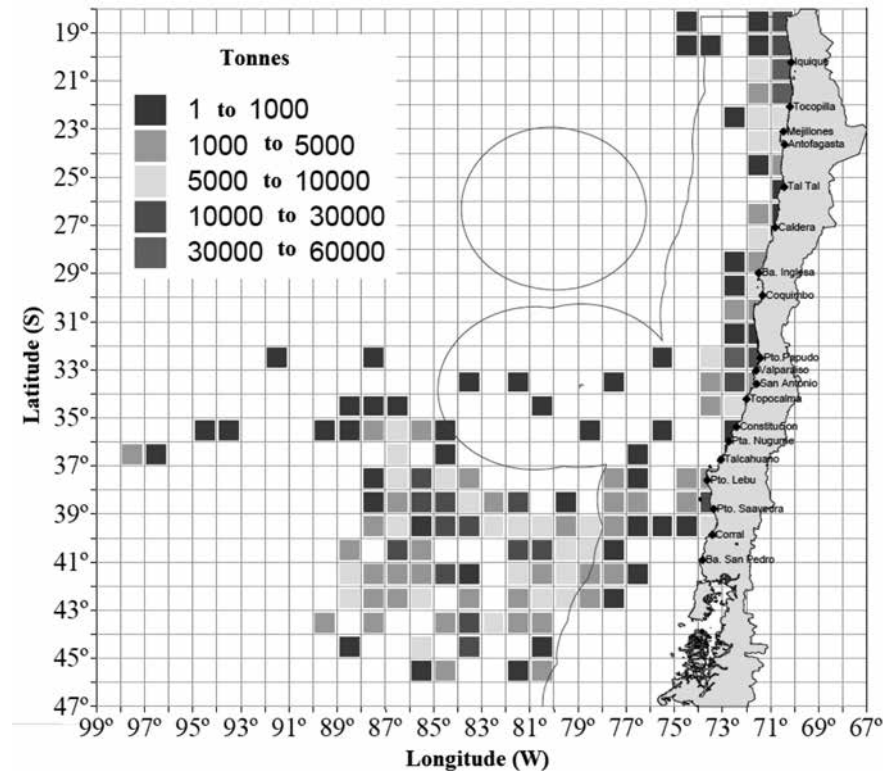 Tonnes
1 to 1000
1000 to 5000
5000 to 10000
10000 to 30000
30000 to 60000
Latitude (S)
19º
21º
23º
25º
27º
29º
31º
33º
35º
37º
39º
41º
43º
45º
47º
Iquique
Tocopilla
Mejillones
Antofagasta
Tal Tal
Caldera
Ba. Inglesa
Coquimbo
Pto.Papudo
Valparaiso
San Antonio
Topocalma
Constitucion
Pta. Nugurne
Talcahuano
Pto. Lebu
Pto. Saavedra
Corral
Ba. San Pedro
99º 97º 95º 93º 91º 89º 87º 85º 83º 81º 79º 77º 75º 73º 71º 69º 67º
Longitude (W)